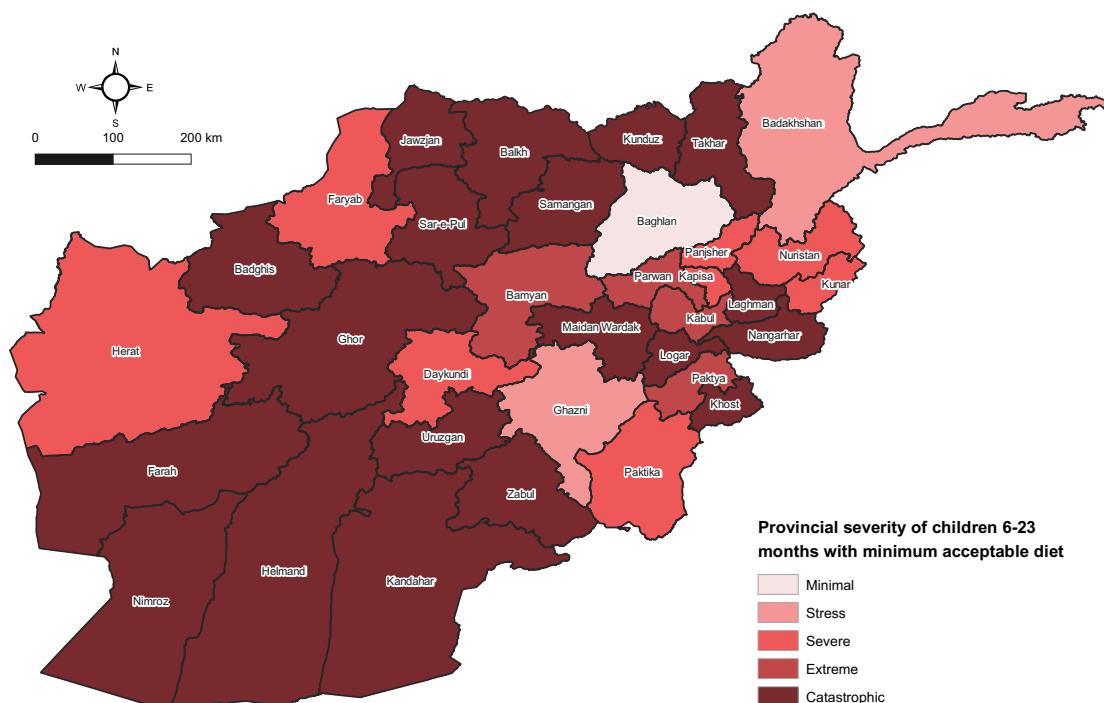 N
W
E
S
0
100
200 km
Badakhshan
Jawzjan
Balkh
Kunduz
Takhar
Faryab
Samangan
Sar-e-Pul
Baghlan
Panjsher
Nuristan
Badghis
Parwan
Kapisa
Kunar
Bamyan
Laghman
Kabul
Maidan Wardak
Nangarhar
Ghor
Herat
Logar
Daykundi
Paktya
Ghazni
Khost
Uruzgan
Farah
Paktika
Zabul
Helmand
Kandahar
Nimroz
Provincial severity of children 6-23
months with minimum acceptable diet
Minimal
Stress
Severe
Extreme
Catastrophic